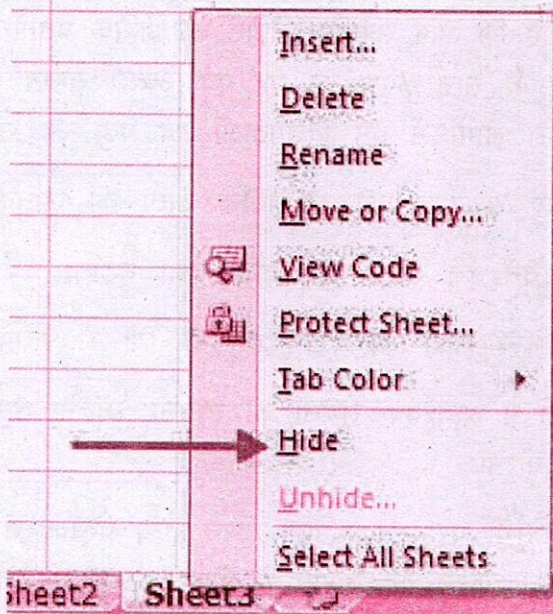 Insert...
Delete
Rename
Move or Copy...
View Code
Protect Sheet...
Tab Color
Hide
Unhide...
Select All Sheets
Sheet2 Sheet3